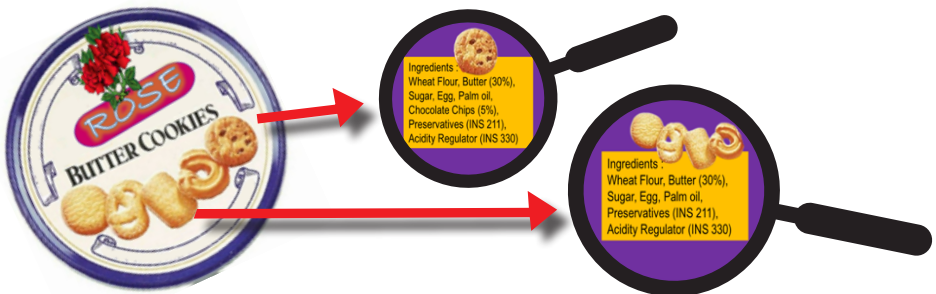 ROSE
BUTTER COOKIES
Ingredients :
Wheat Flour, Butter (30%),
Sugar, Egg, Palm oil,
Chocolate Chips (5%),
Preservatives (INS 211),
Acidity Regulator (INS 330)
Ingredients :
Wheat Flour, Butter (30%),
Sugar, Egg, Palm oil,
Preservatives (INS 211),
Acidity Regulator (INS 330)